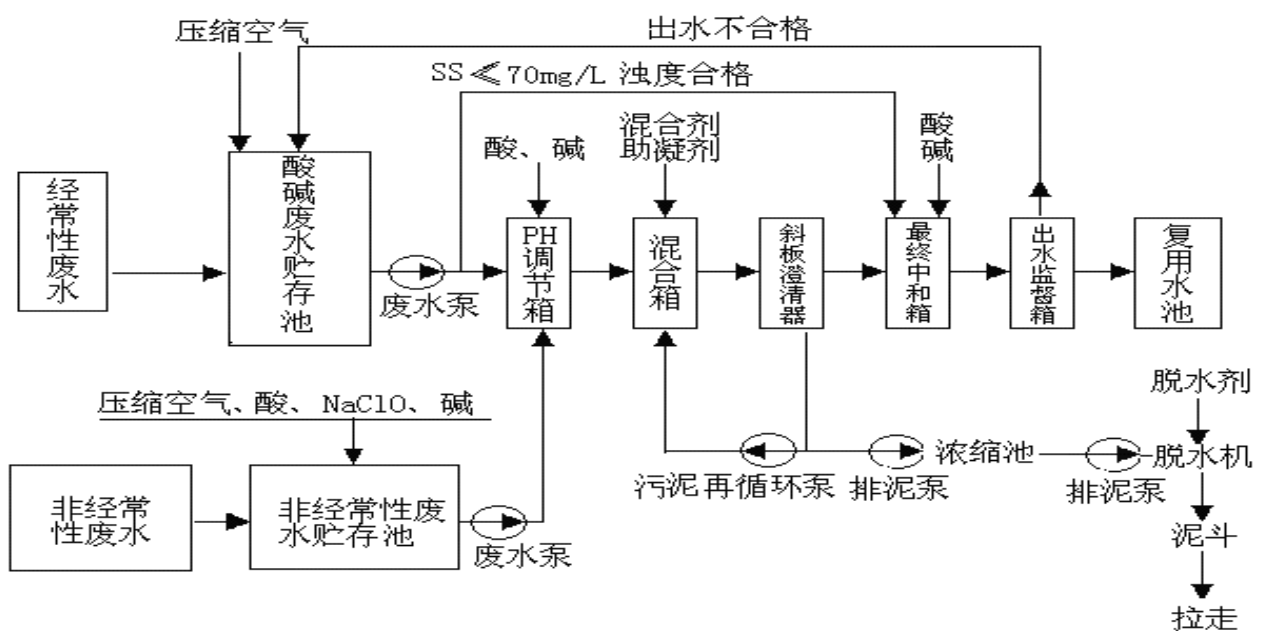 压缩空气
出水不合格
SS≪70mg/L 浊度合格
酸、碱
混合剂
助凝剂
酸
碱
经常性废水
酸碱废水贮存池
废水泵
PH调节箱
混合箱
斜板澄清器
最终中和箱
出水监督箱
复用水池
压缩空气、酸、NaClO、碱
脱水剂
污泥再循环泵
排泥泵
浓缩池
排泥泵
脱水机
非经常
性废水
非经常性废
水贮存池
废水泵
泥斗
拉走